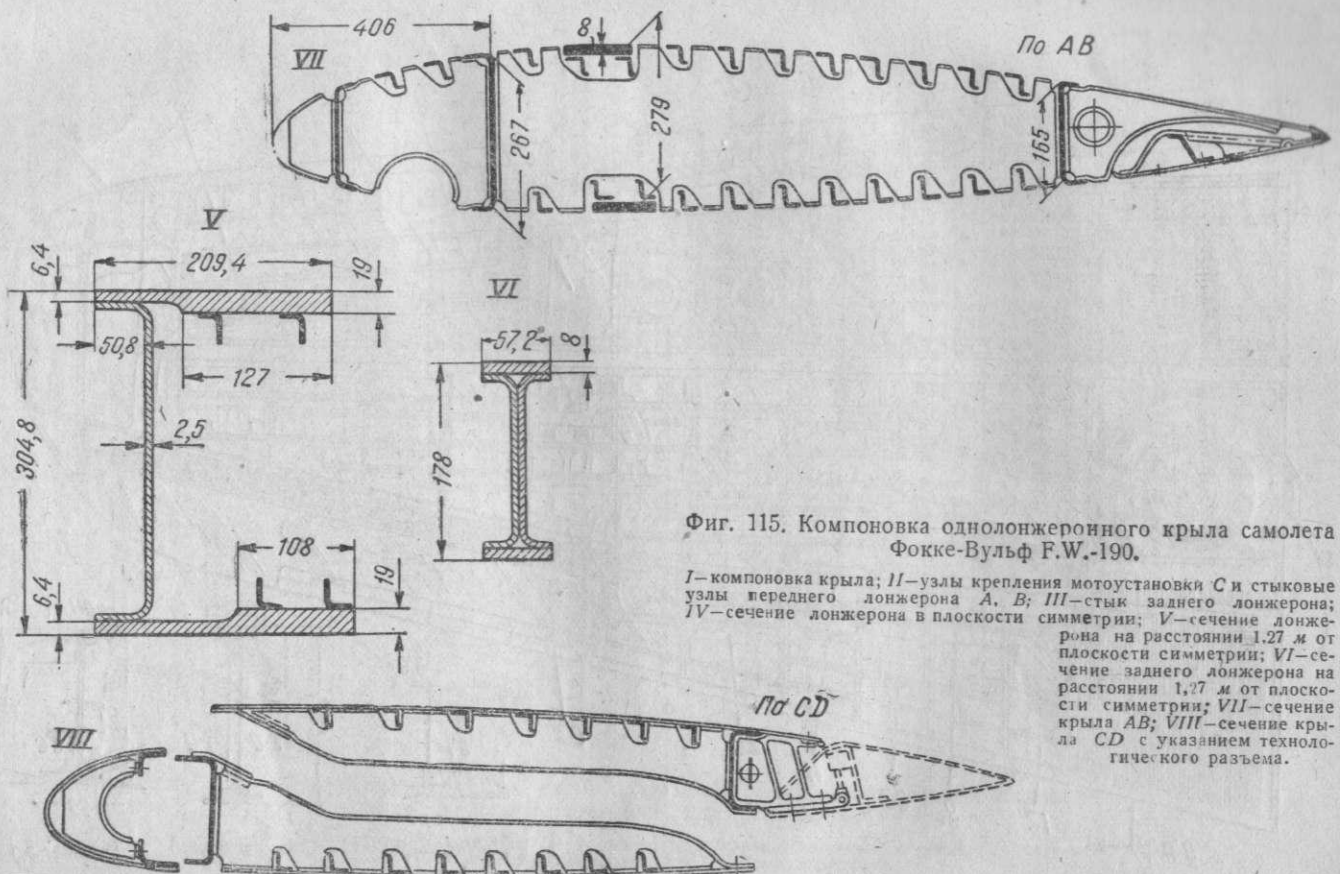 406
VII
8
По АВ
279
267
165
V
6,4
209,4
19
VI
50,8
127
57,2
8
2,5
304,8
178
108
6,4
19
Фиг. 115. Компоновка однолонжеронного крыла самолета
Фокке-Вульф F.W.-190.
I—компоновка крыла; II—узлы крепления мотоустановки С и стыковые
узлы переднего лонжерона А, В; III—стык заднего лонжерона;
IV—сечение лонжерона в плоскости симметрии; V—сечение лонже-
рона на расстоянии 1.27 м от
плоскости симметрии; VI—се-
чение заднего лонжерона на
расстоянии 1,27 м от плоско-
сти симметрии; VII—сечение
крыла АВ; VIII—сечение кры-
ла CD с указанием техноло-
гического разъема.
VIII
По CD